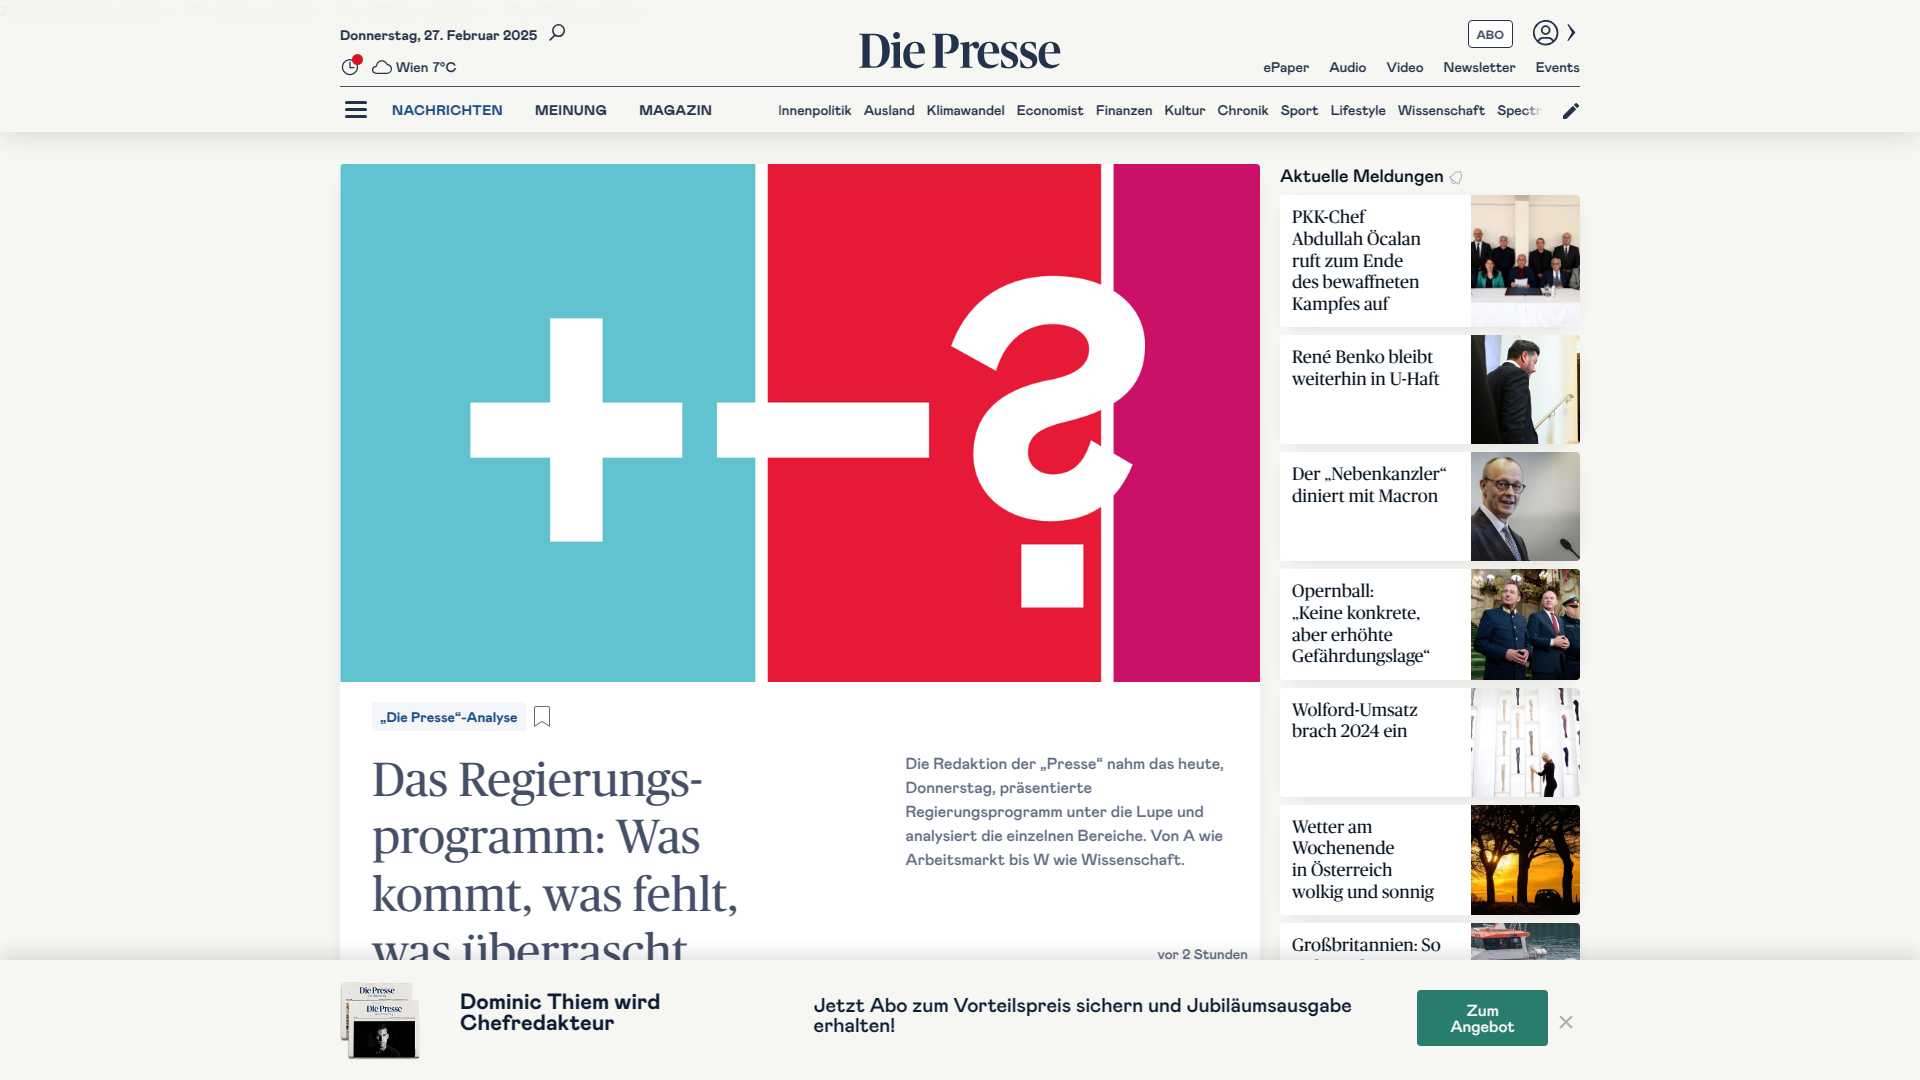 Donnerstag, 27. Februar 2025
Die Presse
ABO
Wien 7°C
ePaper Audio Video Newsletter Events
NACHRICHTEN MEINUNG MAGAZIN
Innenpolitik Ausland Klimawandel Economist Finanzen Kultur Chronik Sport Lifestyle Wissenschaft Spectr
+–?
„Die Presse“-Analyse
Das Regierungs-
programm: Was
kommt, was fehlt,
was überrascht
Die Redaktion der „Presse“ nahm das heute,
Donnerstag, präsentierte
Regierungsprogramm unter die Lupe und
analysiert die einzelnen Bereiche. Von A wie
Arbeitsmarkt bis W wie Wissenschaft.
vor 2 Stunden
Aktuelle Meldungen
PKK-Chef
Abdullah Öcalan
ruft zum Ende
des bewaffneten
Kampfes auf
René Benko bleibt
weiterhin in U-Haft
Der „Nebenkanzler“
diniert mit Macron
Opernball:
„Keine konkrete,
aber erhöhte
Gefährdungslage“
Wolford-Umsatz
brach 2024 ein
Wetter am
Wochenende
in Österreich
wolkig und sonnig
Großbritannien: So
Die Presse
Die Presse
Dominic Thiem wird
Chefredakteur
Jetzt Abo zum Vorteilspreis sichern und Jubiläumsausgabe
erhalten!
Zum
Angebot